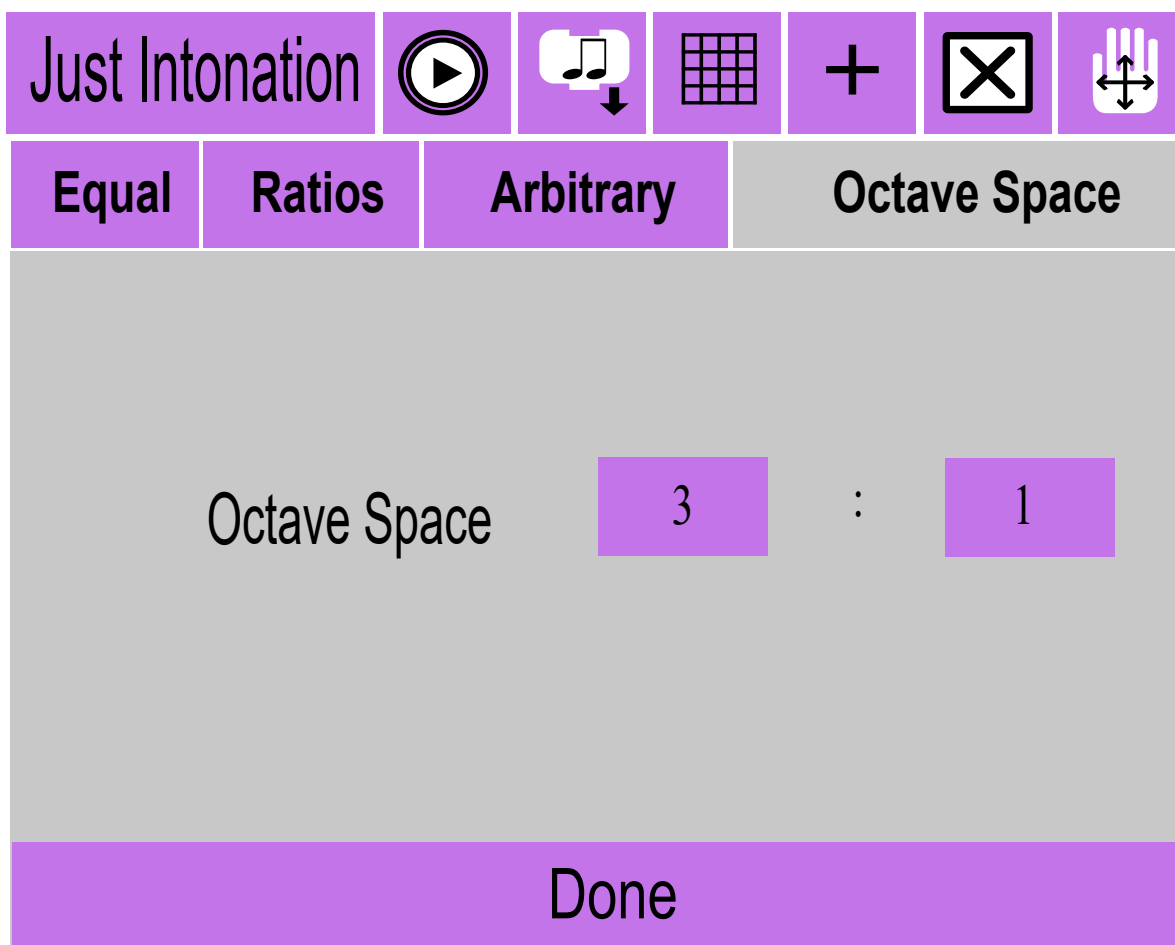 Just Intonation +
Equal Ratios Arbitrary Octave Space
Octave Space 3 : 1
Done